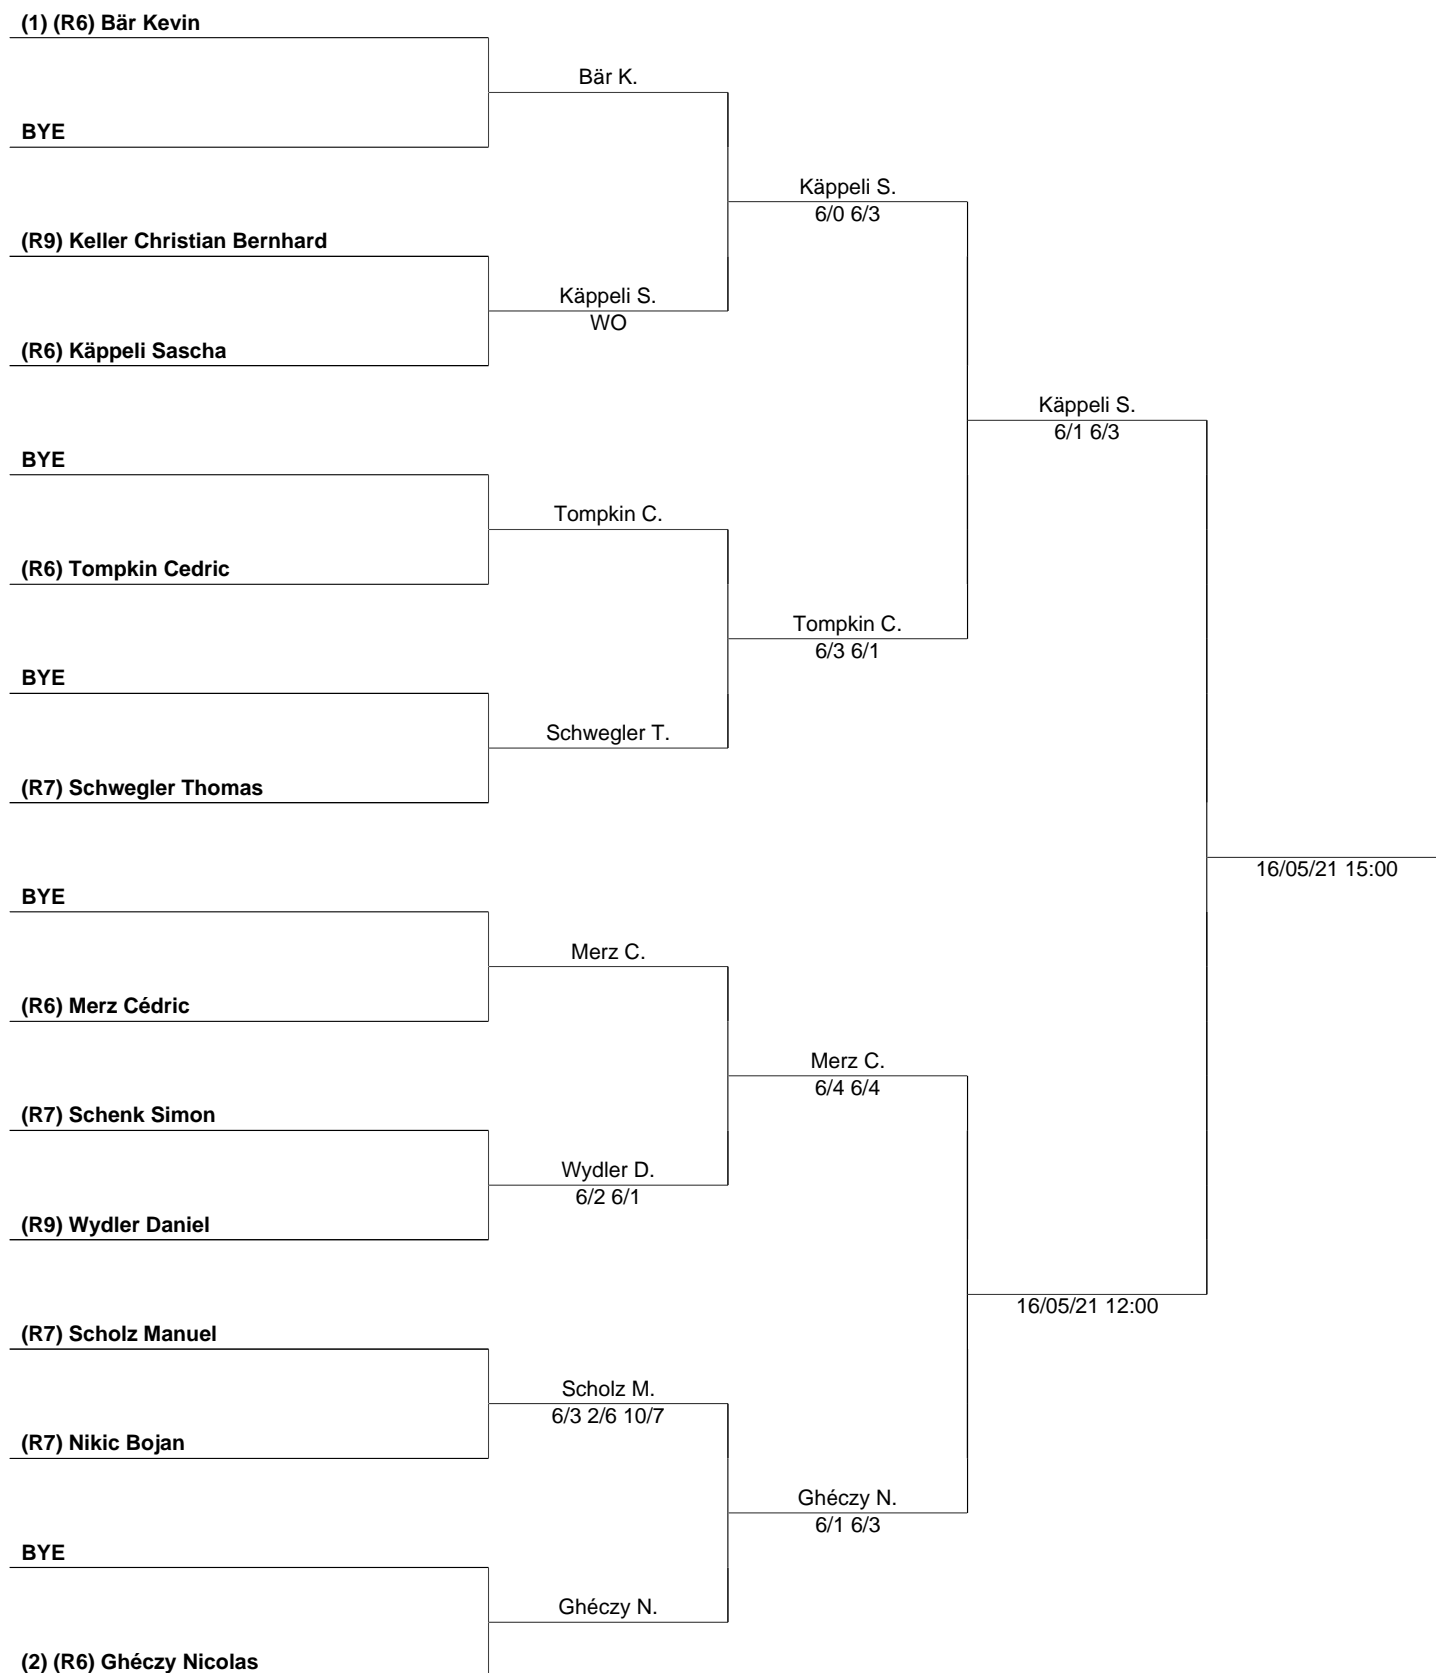 (1) (R6) Bär Kevin
Bär K.
BYE
Käppeli S.
6/0 6/3
(R9) Keller Christian Bernhard
Käppeli S.
WO
(R6) Käppeli Sascha
Käppeli S.
6/1 6/3
BYE
Tompkin C.
(R6) Tompkin Cedric
Tompkin C.
6/3 6/1
BYE
Schwegler T.
(R7) Schwegler Thomas
16/05/21 15:00
BYE
Merz C.
(R6) Merz Cédric
Merz C.
6/4 6/4
(R7) Schenk Simon
Wydler D.
6/2 6/1
(R9) Wydler Daniel
16/05/21 12:00
(R7) Scholz Manuel
Scholz M.
6/3 2/6 10/7
(R7) Nikic Bojan
Ghéczy N.
6/1 6/3
BYE
Ghéczy N.
(2) (R6) Ghéczy Nicolas